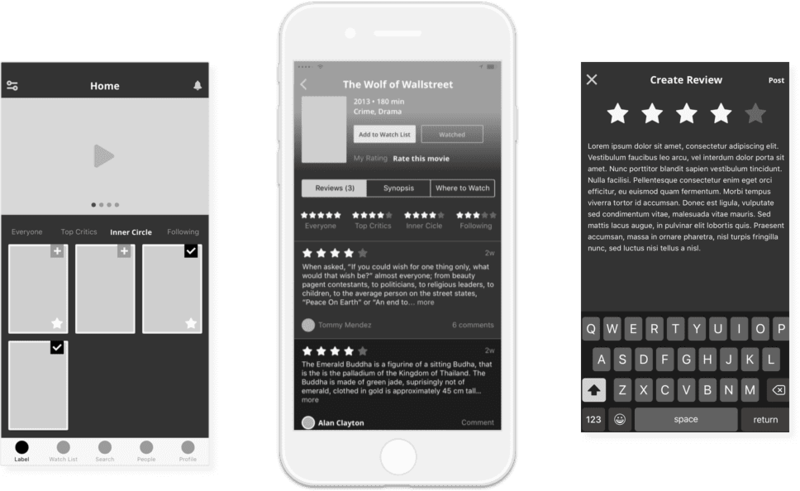 Home
Everyone Top Critics Inner Circle Following
Label Watch List Search People Profile
The Wolf of Wallstreet
2013 • 180 min
Crime, Drama
Add to Watch List Watched
My Rating Rate this movie
Reviews (3) Synopsis Where to Watch
Everyone Top Critics Inner Cicle Following
2w
When asked, "If you could wish for one thing only, what
would that wish be?" almost everyone; from beauty
pagent contestants, to politicians, to religious leaders, to
children, to the average person on the street states,
"Peace On Earth" or "An end to... more
Tommy Mendez 6 comments
2w
The Emerald Buddha is a figurine of a sitting Budha, that
is the is the palladium of the Kingdom of Thailand. The
Buddha is made of green jade, suprisingly not of
emerald, clothed in gold is approximately 45 cm tall...
more
Alan Clayton Comment
Create Review Post
Lorem ipsum dolor sit amet, consectetur adipiscing elit.
Vestibulum faucibus leo arcu, vel interdum dolor porta sit
amet. Nunc porttitor blandit sapien vestibulum tincidunt.
Nulla facilisi. Pellentesque consectetur enim eget orci
efficitur, eu euismod quam fermentum. Morbi tempus
viverra tortor id accumsan. Donec est ligula, vulputate
sed condimentum vitae, malesuada vitae mauris. Sed
mattis lacus augue, in pulvinar elit lobortis quis. Praesent
accumsan, massa in ornare pharetra, nisl turpis fringilla
nunc, sed luctus nisi tellus a nisl.
Q W E R T Y U I O P
A S D F G H J K L
Z X C V B N M
123 space return